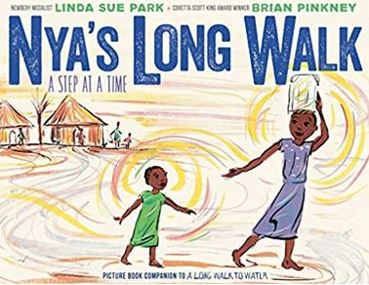 NEWBERY MEDALIST LINDA SUE PARK • CORETTA SCOTT KING AWARD WINNER BRIAN PINKNEY
NYA'S LONG WALK
A STEP AT A TIME
PICTURE BOOK COMPANION TO A LONG WALK TO WATER